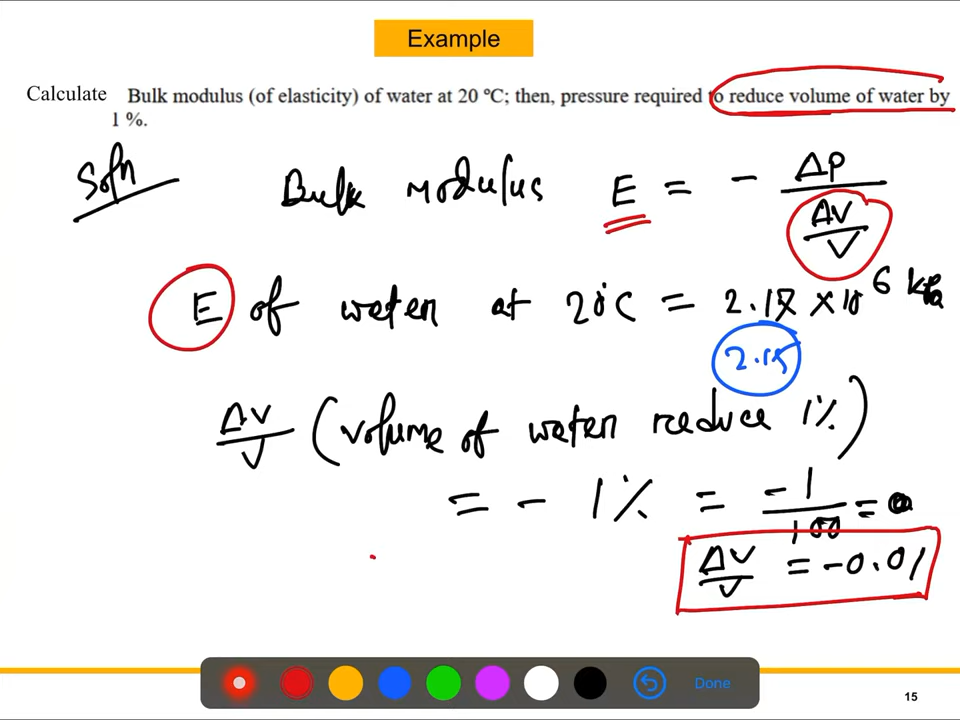 Example
Calculate Bulk modulus (of elasticity) of water at 20 °C; then, pressure required to reduce volume of water by
1 %.
Soln Bulk Modulus E = - ΔP / (ΔV/V)
E of water at 20°C = 2.17 × 10^6 kPa
2.15
ΔV/V (volume of water reduce 1%)
= - 1% = -1/100 =
ΔV/V = -0.01
Done
15